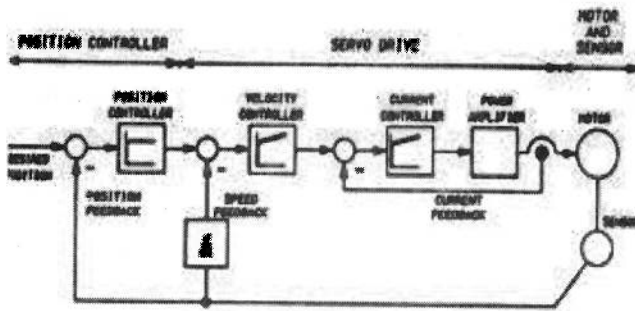 POSITION CONTROLLER
SERVO DRIVE
MOTOR
AND
SENSOR
POSITION
CONTROLLER
VELOCITY
CONTROLLER
CURRENT
CONTROLLER
POWER
AMPLIFIER
MOTOR
DESIRED
POSITION
POSITION
FEEDBACK
SPEED
FEEDBACK
CURRENT
FEEDBACK
SENSOR